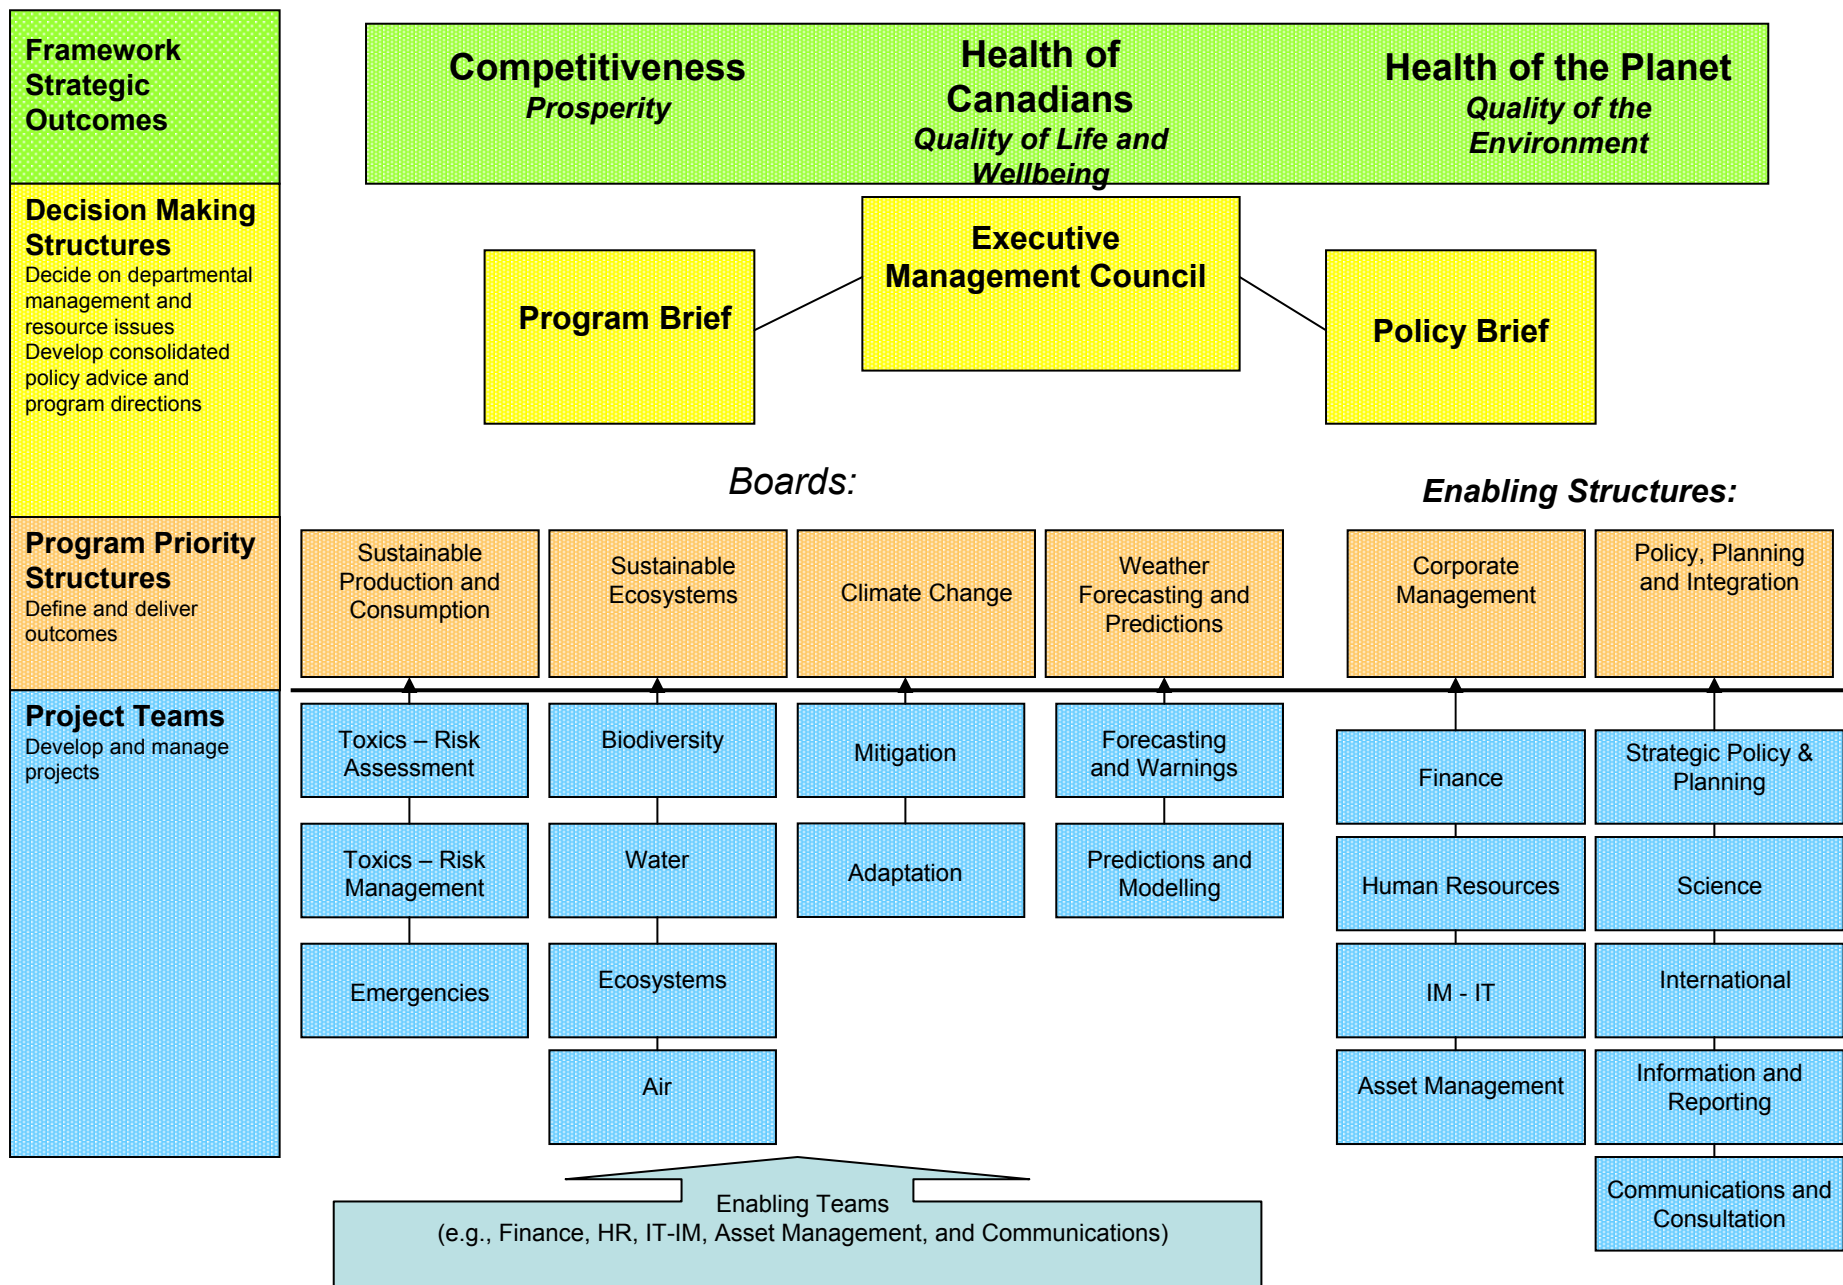 Framework
Strategic
Outcomes
Competitiveness
Prosperity
Health of
Canadians
Quality of Life and
Wellbeing
Health of the Planet
Quality of the
Environment
Decision Making
Structures
Decide on departmental
management and
resource issues
Develop consolidated
policy advice and
program directions
Program Brief
Executive
Management Council
Policy Brief
Boards:
Enabling Structures:
Program Priority
Structures
Define and deliver
outcomes
Sustainable
Production and
Consumption
Sustainable
Ecosystems
Climate Change
Weather
Forecasting and
Predictions
Corporate
Management
Policy, Planning
and Integration
Project Teams
Develop and manage
projects
Toxics – Risk
Assessment
Toxics – Risk
Management
Emergencies
Biodiversity
Water
Ecosystems
Air
Mitigation
Adaptation
Forecasting
and Warnings
Predictions and
Modelling
Finance
Human Resources
IM - IT
Asset Management
Strategic Policy &
Planning
Science
International
Information and
Reporting
Communications and
Consultation
Enabling Teams
(e.g., Finance, HR, IT-IM, Asset Management, and Communications)